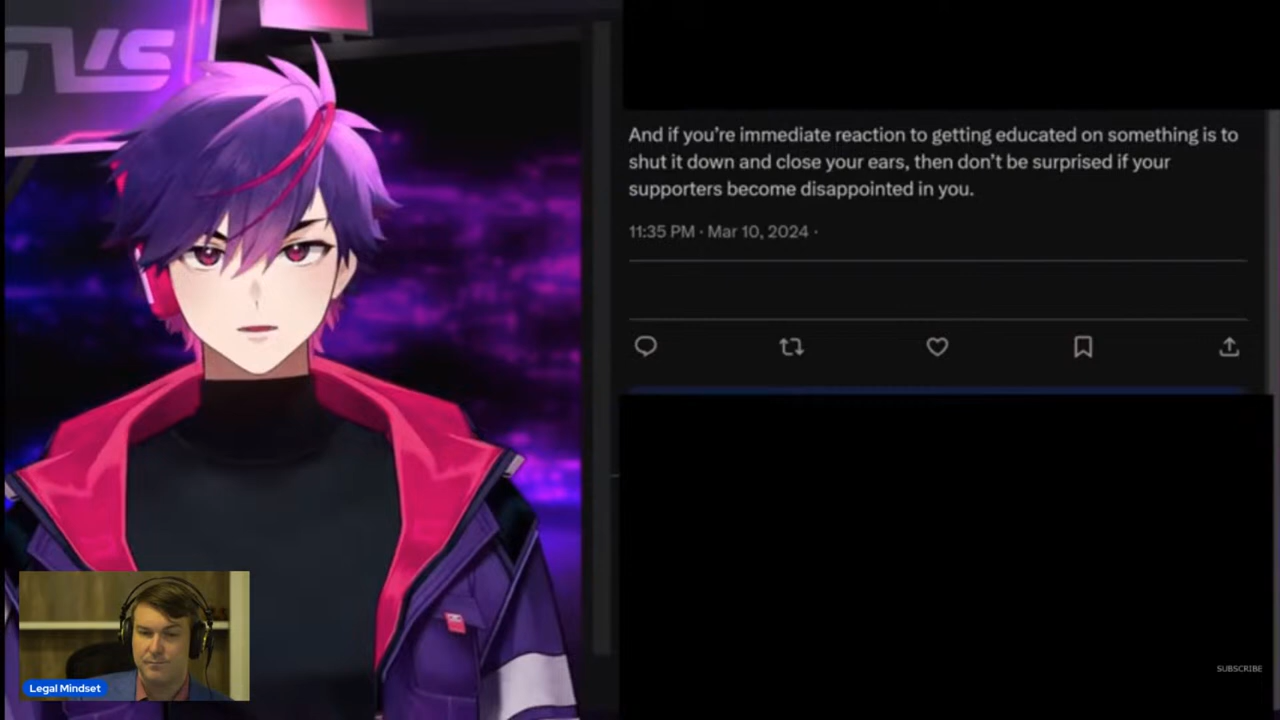 And if you’re immediate reaction to getting educated on something is to
shut it down and close your ears, then don’t be surprised if your
supporters become disappointed in you.
11:35 PM · Mar 10, 2024 ·
Legal Mindset
SUBSCRIBE